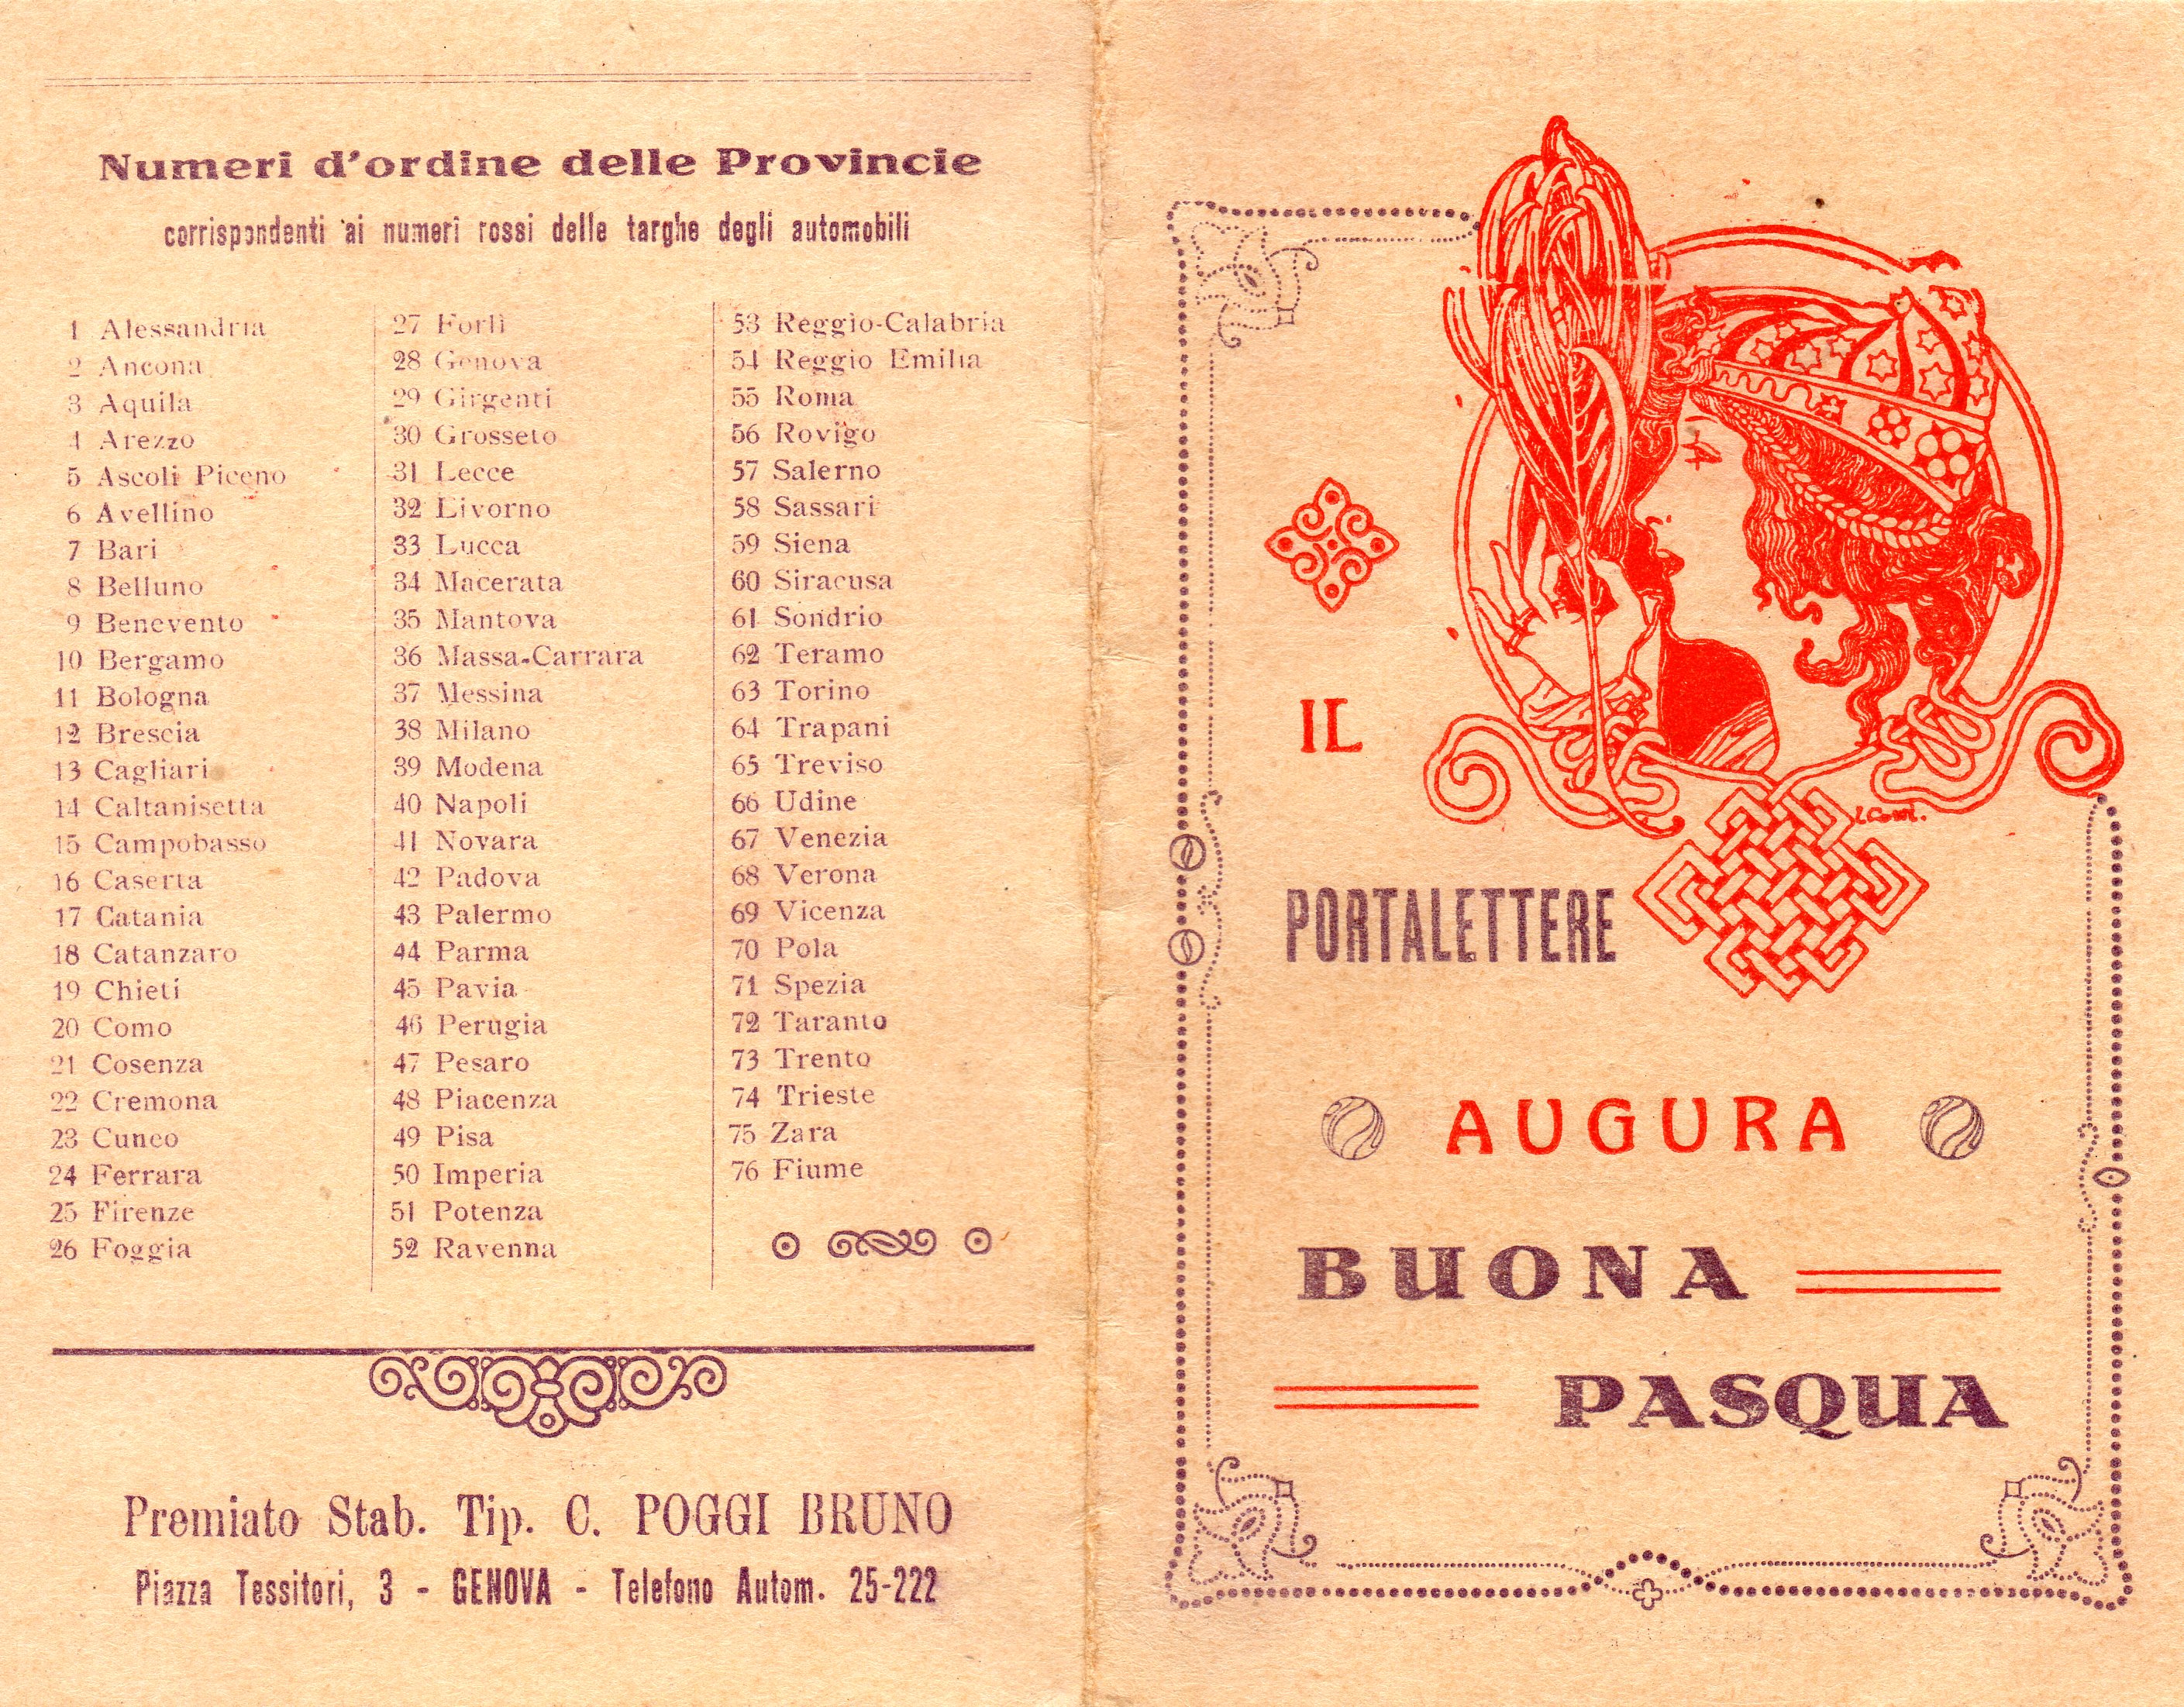 Numeri d'ordine delle Provincie
corrispondenti ai numeri rossi delle targhe degli automobili
1 Alessandria
2 Ancona
3 Aquila
4 Arezzo
5 Ascoli Piceno
6 Avellino
7 Bari
8 Belluno
9 Benevento
10 Bergamo
11 Bologna
12 Brescia
13 Cagliari
14 Caltanisetta
15 Campobasso
16 Caserta
17 Catania
18 Catanzaro
19 Chieti
20 Como
21 Cosenza
22 Cremona
23 Cuneo
24 Ferrara
25 Firenze
26 Foggia
27 Forlì
28 Genova
29 Girgenti
30 Grosseto
31 Lecce
32 Livorno
33 Lucca
34 Macerata
35 Mantova
36 Massa-Carrara
37 Messina
38 Milano
39 Modena
40 Napoli
41 Novara
42 Padova
43 Palermo
44 Parma
45 Pavia
46 Perugia
47 Pesaro
48 Piacenza
49 Pisa
50 Imperia
51 Potenza
52 Ravenna
53 Reggio-Calabria
54 Reggio Emilia
55 Roma
56 Rovigo
57 Salerno
58 Sassari
59 Siena
60 Siracusa
61 Sondrio
62 Teramo
63 Torino
64 Trapani
65 Treviso
66 Udine
67 Venezia
68 Verona
69 Vicenza
70 Pola
71 Spezia
72 Taranto
73 Trento
74 Trieste
75 Zara
76 Fiume
Premiato Stab. Tip. C. POGGI BRUNO
Piazza Tessitori, 3 - GENOVA - Telefono Autom. 25-222
IL
PORTALETTERE
AUGURA
BUONA
PASQUA